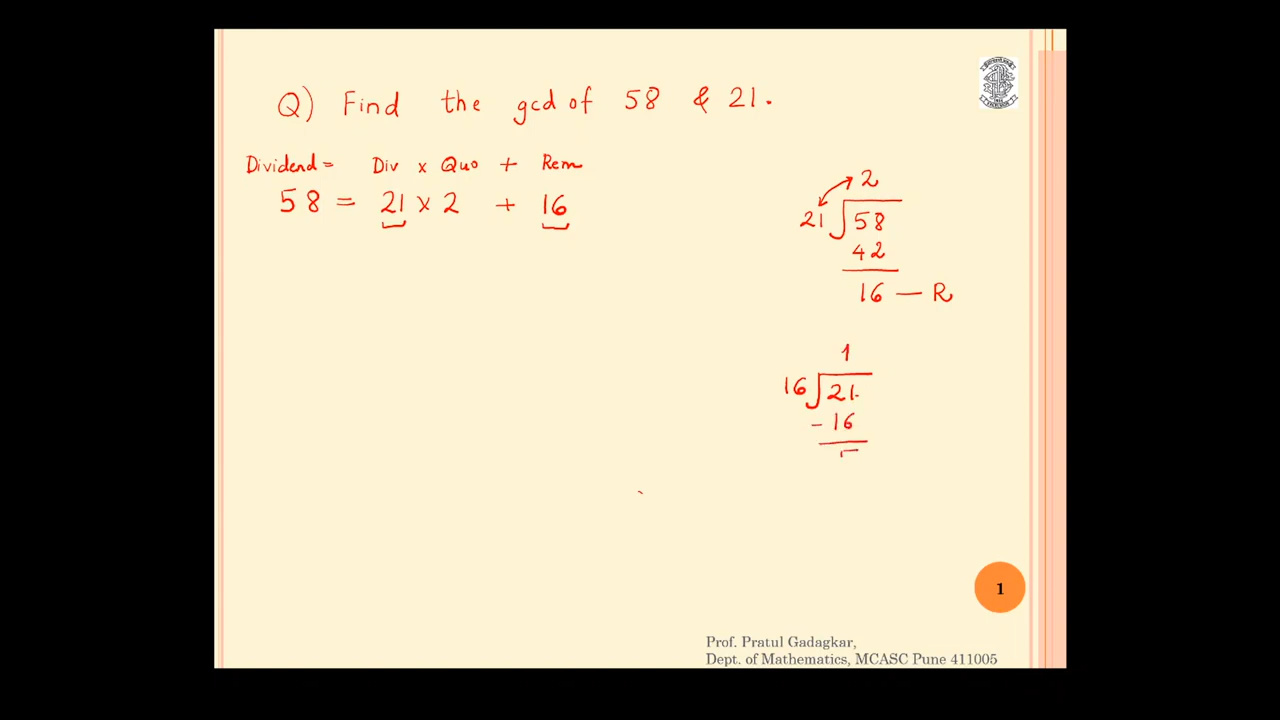 Q) Find the gcd of 58 & 21.
Dividend = Div x Quo + Rem
58 = 21 x 2 + 16
2
21 58
42
16 — R
1
16 21
- 16
1
Prof. Pratul Gadagkar,
Dept. of Mathematics, MCASC Pune 411005